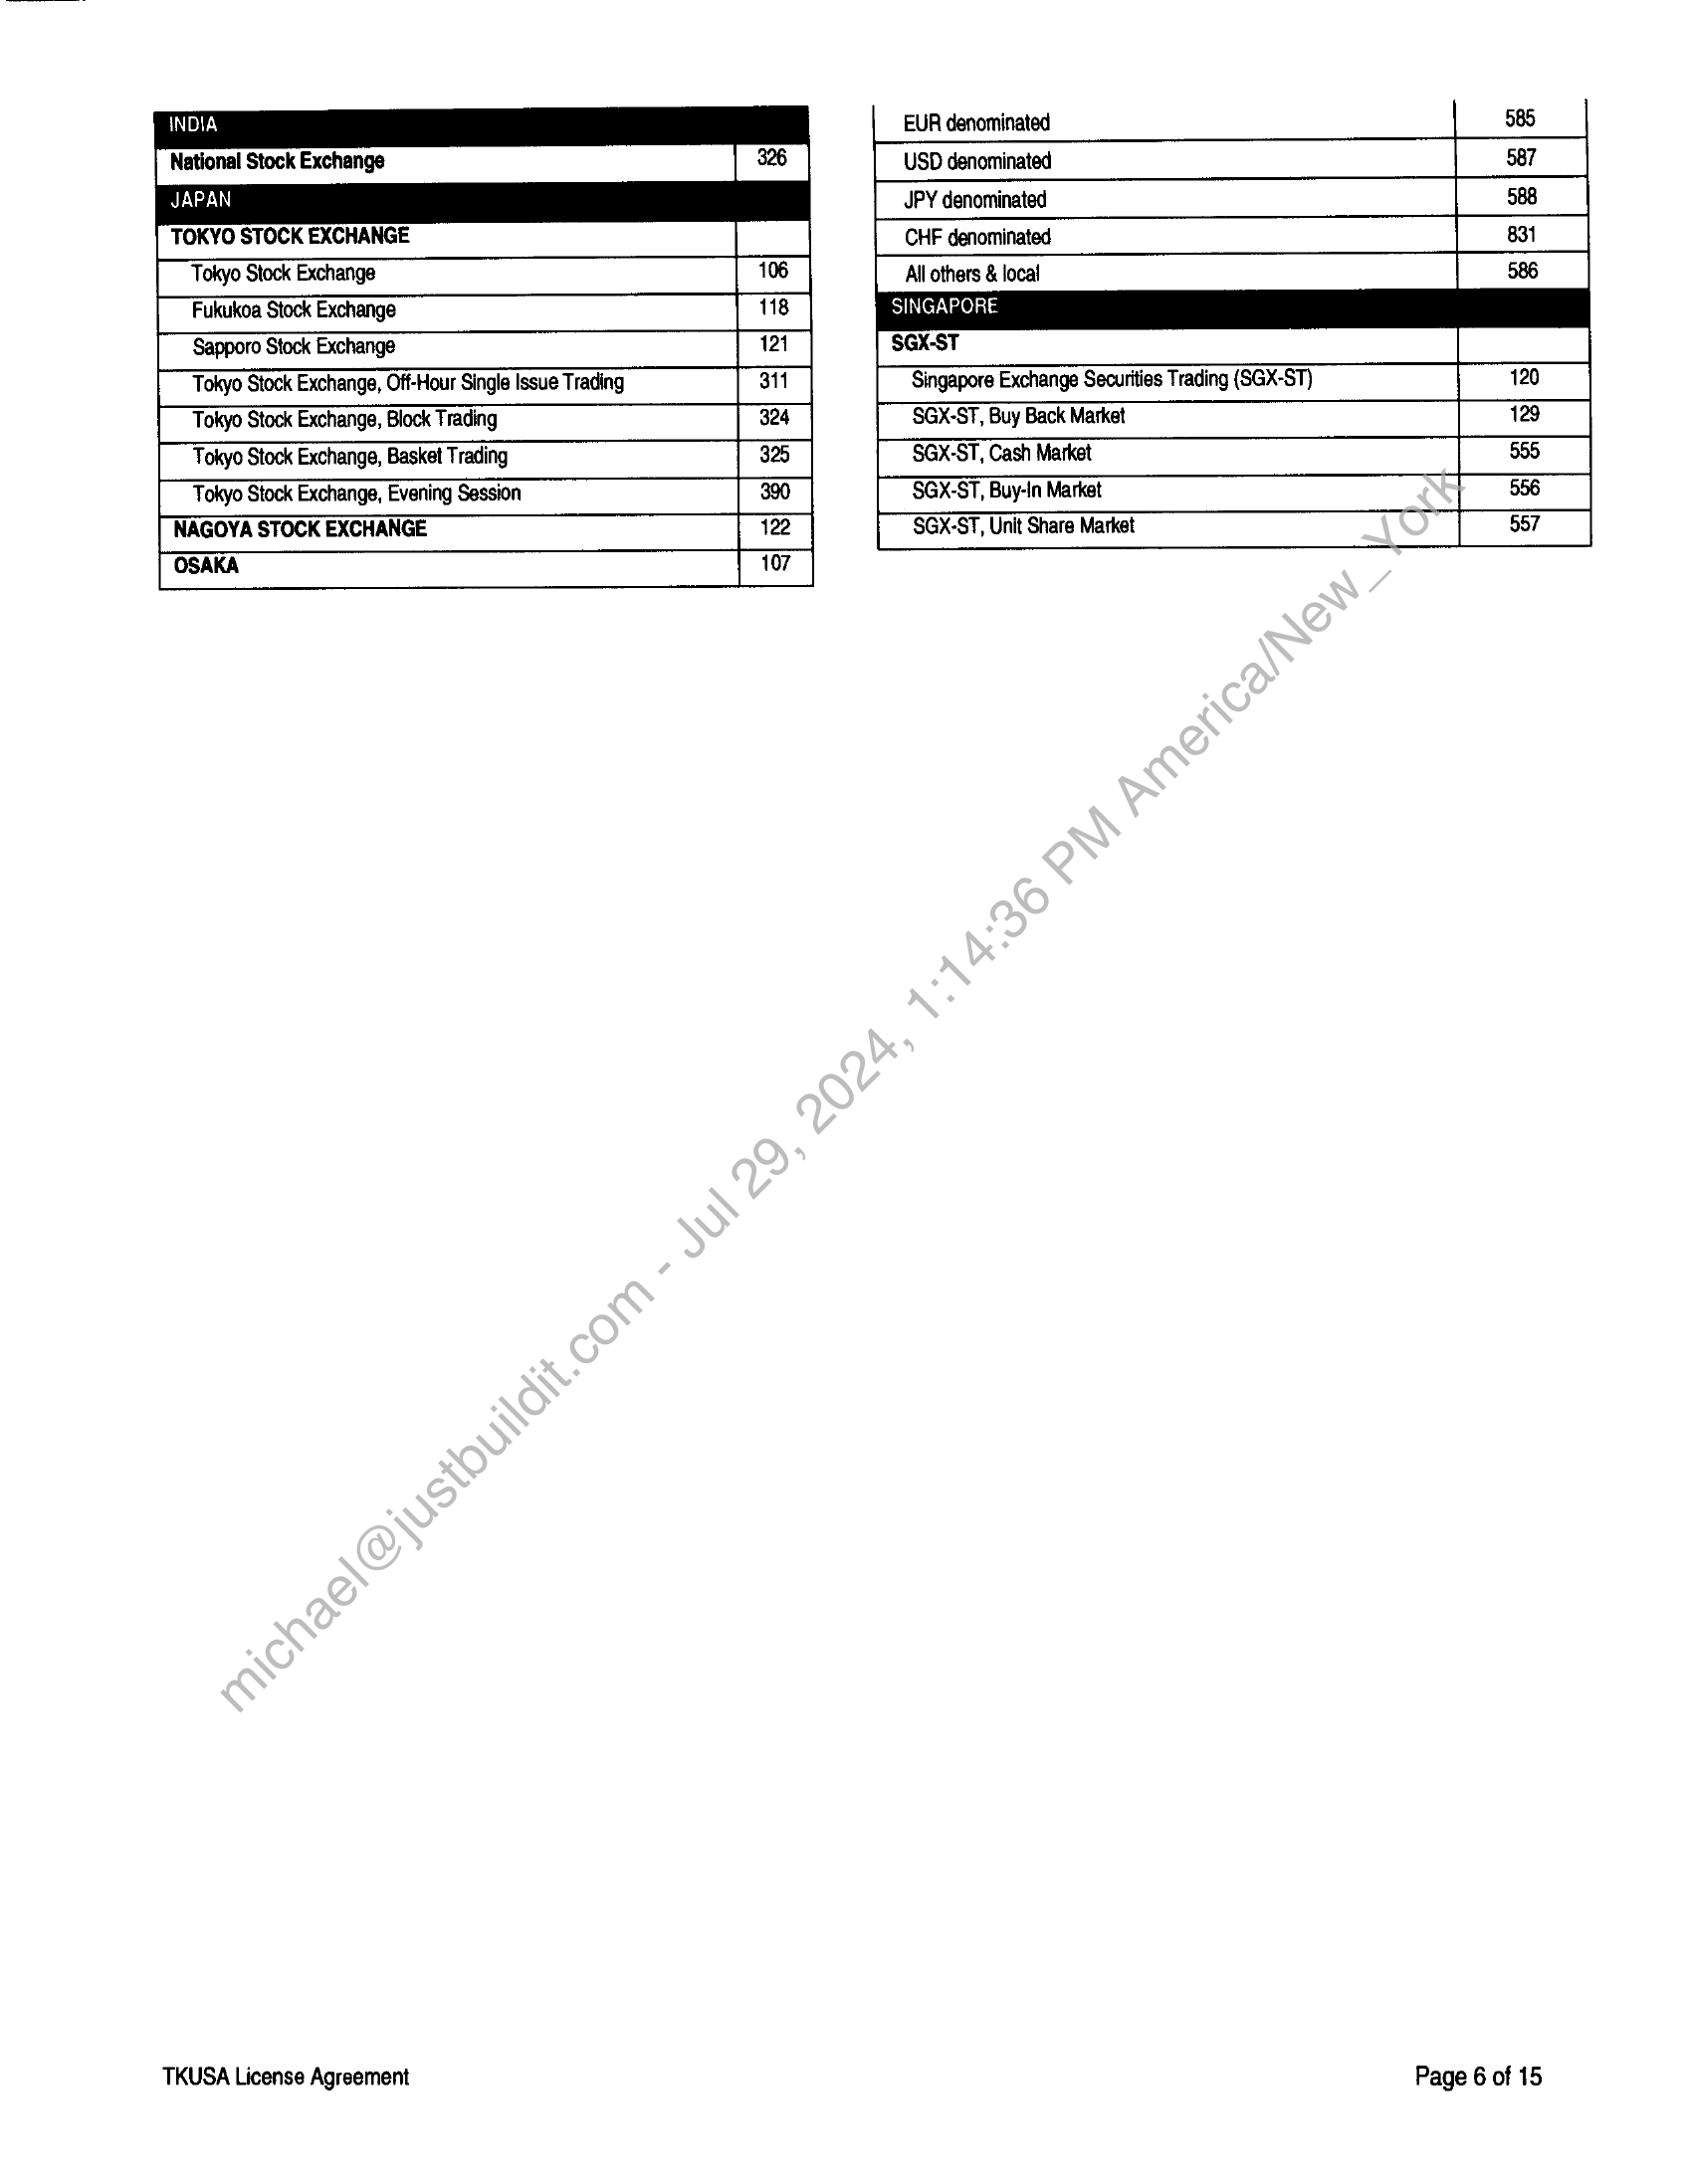 INDIA
National Stock Exchange 326
JAPAN
TOKYO STOCK EXCHANGE
Tokyo Stock Exchange 106
Fukukoa Stock Exchange 118
Sapporo Stock Exchange 121
Tokyo Stock Exchange, Off-Hour Single Issue Trading 311
Tokyo Stock Exchange, Block Trading 324
Tokyo Stock Exchange, Basket Trading 325
Tokyo Stock Exchange, Evening Session 390
NAGOYA STOCK EXCHANGE 122
OSAKA 107
EUR denominated 585
USD denominated 587
JPY denominated 588
CHF denominated 831
All others & local 586
SINGAPORE
SGX-ST
Singapore Exchange Securities Trading (SGX-ST) 120
SGX-ST, Buy Back Market 129
SGX-ST, Cash Market 555
SGX-ST, Buy-In Market 556
SGX-ST, Unit Share Market 557
michael@justbuildit.com - Jul 29, 2024, 1:14:36 PM America/New_York
TKUSA License Agreement Page 6 of 15